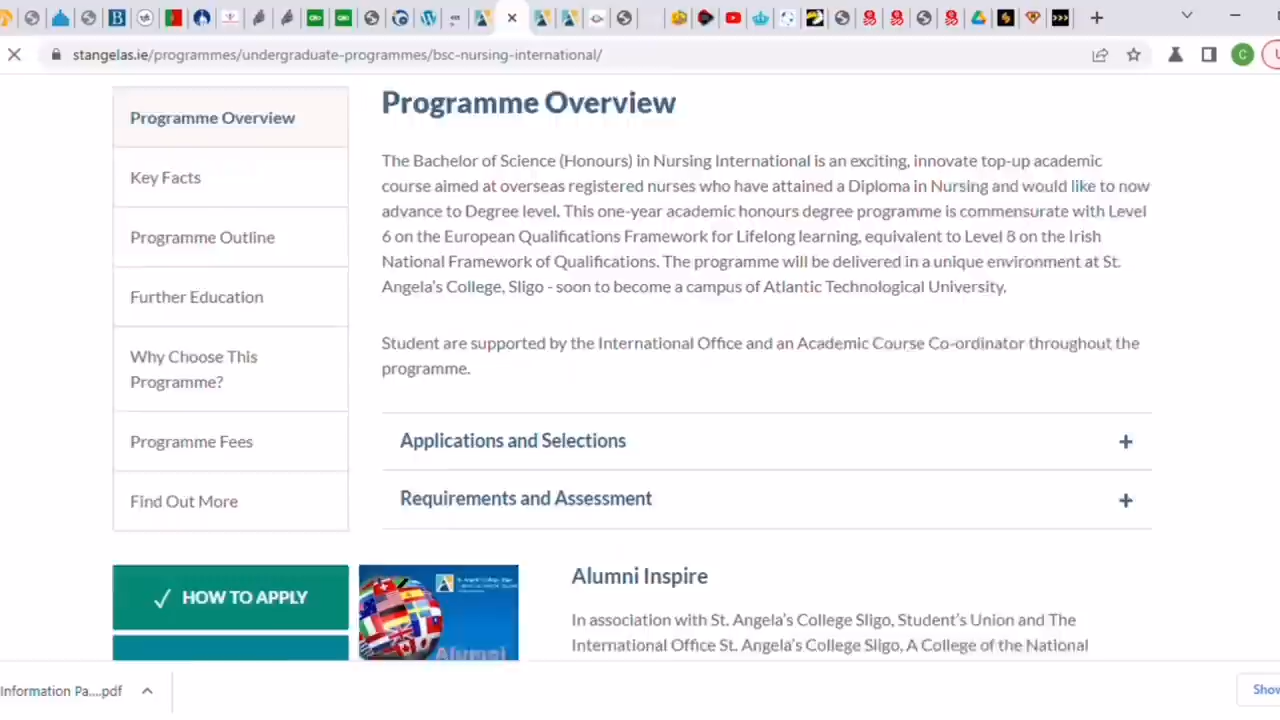 stangelas.ie/programmes/undergraduate-programmes/bsc-nursing-international/
C
Programme Overview
Key Facts
Programme Outline
Further Education
Why Choose This
Programme?
Programme Fees
Find Out More
HOW TO APPLY
Programme Overview
The Bachelor of Science (Honours) in Nursing International is an exciting, innovate top-up academic
course aimed at overseas registered nurses who have attained a Diploma in Nursing and would like to now
advance to Degree level. This one-year academic honours degree programme is commensurate with Level
6 on the European Qualifications Framework for Lifelong learning, equivalent to Level 8 on the Irish
National Framework of Qualifications. The programme will be delivered in a unique environment at St.
Angela's College, Sligo - soon to become a campus of Atlantic Technological University.
Student are supported by the International Office and an Academic Course Co-ordinator throughout the
programme.
Applications and Selections +
Requirements and Assessment +
Alumni
Alumni Inspire
In association with St. Angela's College Sligo, Student's Union and The
International Office St. Angela's College Sligo, A College of the National
Information Pa....pdf
Show